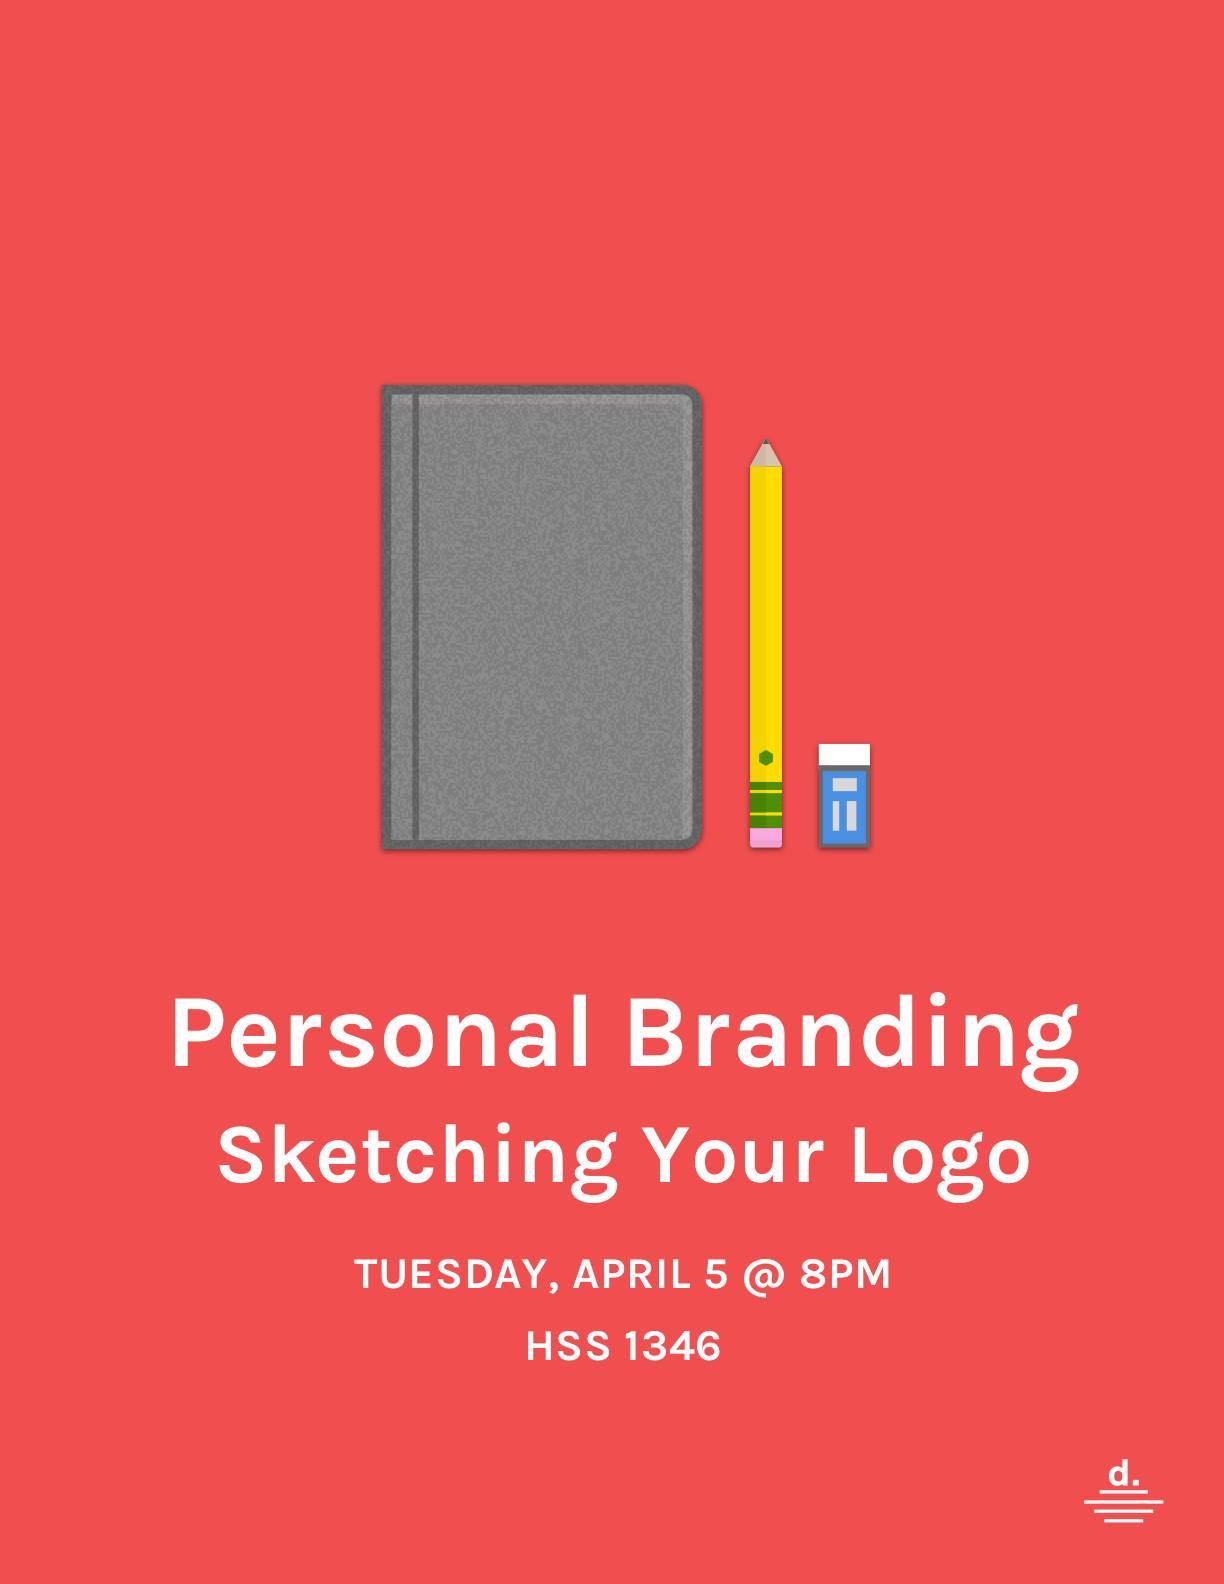 Personal Branding
Sketching Your Logo
TUESDAY, APRIL 5 @ 8PM
HSS 1346
d.